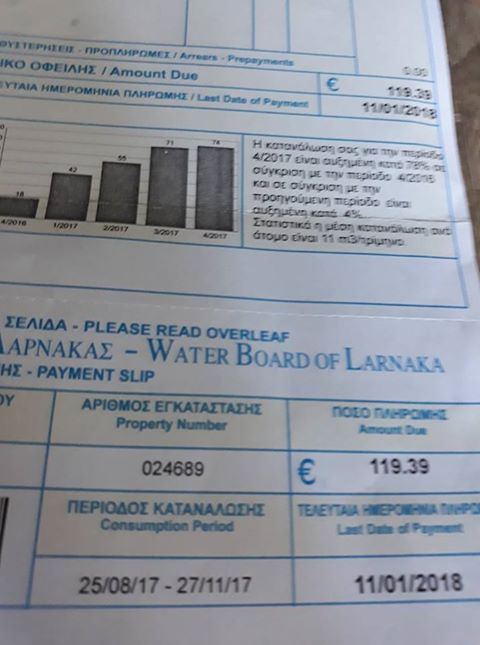 ΘΥΣΤΕΡΗΣΕΙΣ - ΠΡΟΠΛΗΡΩΜΕΣ / Arrears - Prepayments 0.00
ΙΚΟ ΟΦΕΙΛΗΣ / Amount Due € 119.39
ΕΥΤΑΙΑ ΗΜΕΡΟΜΗΝΙΑ ΠΛΗΡΩΜΗΣ / Last Date of Payment 11/01/2018
18 42 55 71 74
4/2016 1/2017 2/2017 3/2017 4/2017
Η κατανάλωση σας για την περίοδο
4/2017 είναι αυξημένη κατά 78% σε
σύγκριση με την περίοδο 4/2016
και σε σύγκριση με την
προηγούμενη περίοδο είναι
αυξημένη κατά 4%.
Στατιστικά η μέση κατανάλωση ανά
άτομο είναι 11 m3/τρίμηνο.
ΣΕΛΙΔΑ - PLEASE READ OVERLEAF
ΛΑΡΝΑΚΑΣ – WATER BOARD OF LARNAKA
ΗΣ - PAYMENT SLIP
ΟΥ ΑΡΙΘΜΟΣ ΕΓΚΑΤΑΣΤΑΣΗΣ ΠΟΣΟ ΠΛΗΡΩΜΗΣ
Property Number Amount Due
024689 € 119.39
ΠΕΡΙΟΔΟΣ ΚΑΤΑΝΑΛΩΣΗΣ ΤΕΛΕΥΤΑΙΑ ΗΜΕΡΟΜΗΝΙΑ ΠΛΗΡΩ
Consumption Period Last Date of Payment
25/08/17 - 27/11/17 11/01/2018